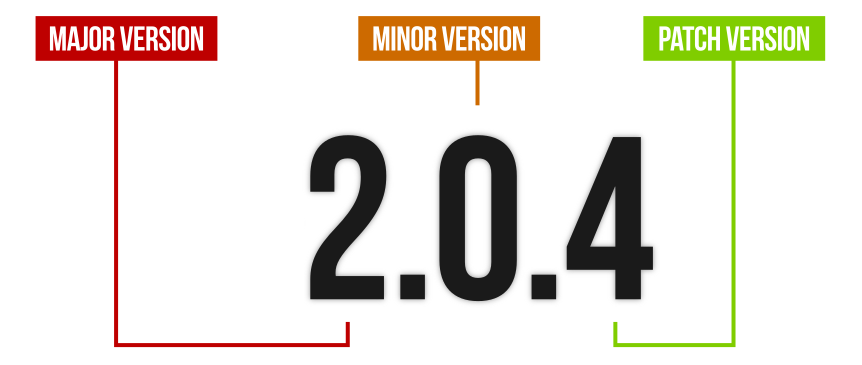 MAJOR VERSION MINOR VERSION PATCH VERSION
2.0.4